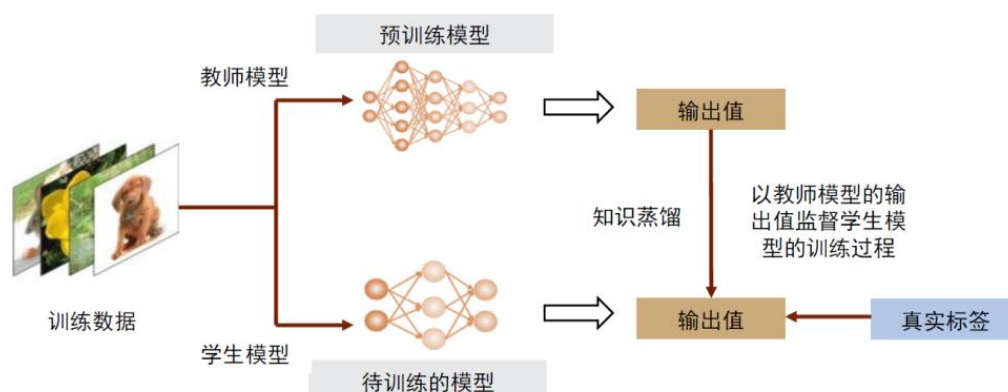 预训练模型
教师模型
输出值
知识蒸馏
以教师模型的输
出值监督学生模
型的训练过程
训练数据
输出值
真实标签
学生模型
待训练的模型